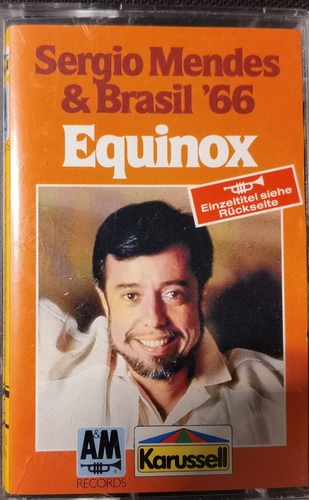 Sergio Mendes
& Brasil '66
Equinox
Einzeltitel siehe
Rückseite
A&M
RECORDS
Karussell